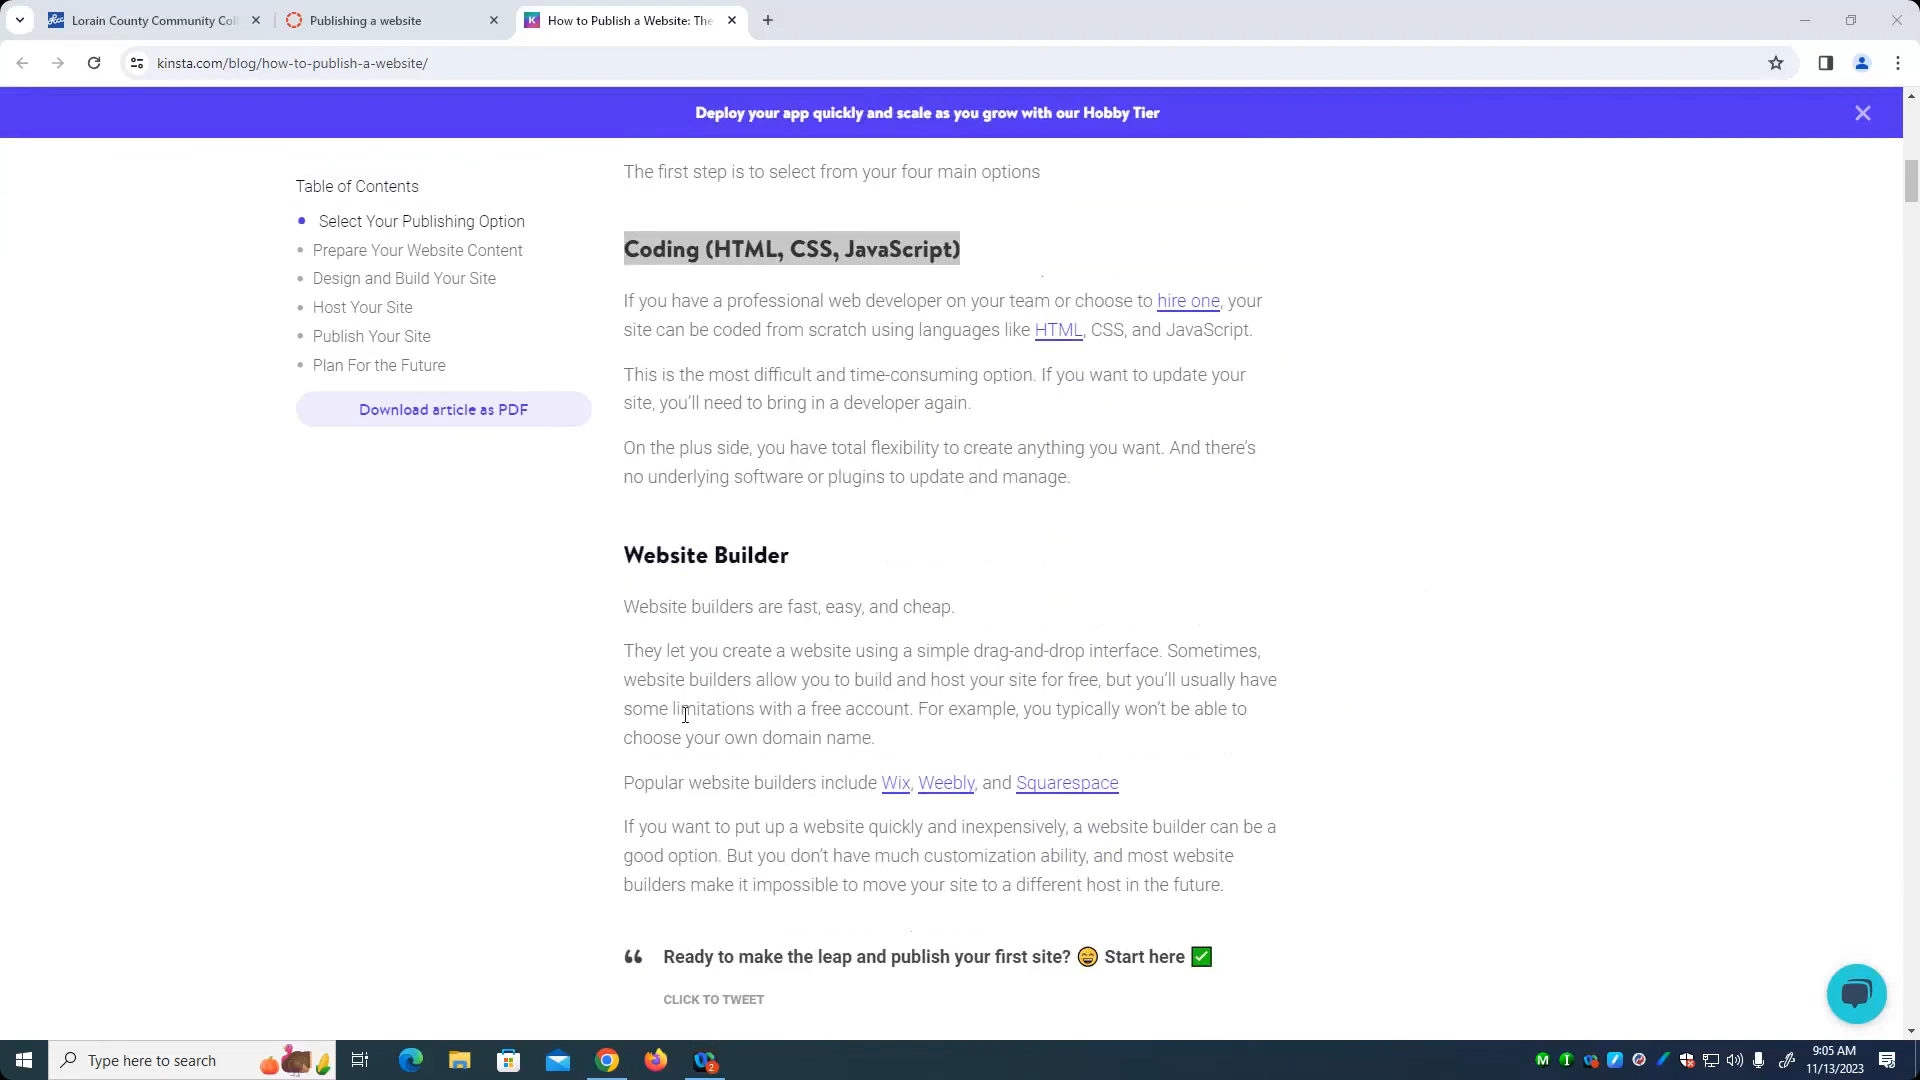 Lorain County Community Col
Publishing a website
How to Publish a Website: The
kinsta.com/blog/how-to-publish-a-website/
Deploy your app quickly and scale as you grow with our Hobby Tier
Table of Contents
Select Your Publishing Option
Prepare Your Website Content
Design and Build Your Site
Host Your Site
Publish Your Site
Plan For the Future
Download article as PDF
The first step is to select from your four main options
Coding (HTML, CSS, JavaScript)
If you have a professional web developer on your team or choose to hire one, your
site can be coded from scratch using languages like HTML, CSS, and JavaScript.
This is the most difficult and time-consuming option. If you want to update your
site, you’ll need to bring in a developer again.
On the plus side, you have total flexibility to create anything you want. And there’s
no underlying software or plugins to update and manage.
Website Builder
Website builders are fast, easy, and cheap.
They let you create a website using a simple drag-and-drop interface. Sometimes,
website builders allow you to build and host your site for free, but you’ll usually have
some limitations with a free account. For example, you typically won’t be able to
choose your own domain name.
Popular website builders include Wix, Weebly, and Squarespace
If you want to put up a website quickly and inexpensively, a website builder can be a
good option. But you don’t have much customization ability, and most website
builders make it impossible to move your site to a different host in the future.
“ Ready to make the leap and publish your first site? 😄 Start here ✅
CLICK TO TWEET
Type here to search
2
9:05 AM
11/13/2023